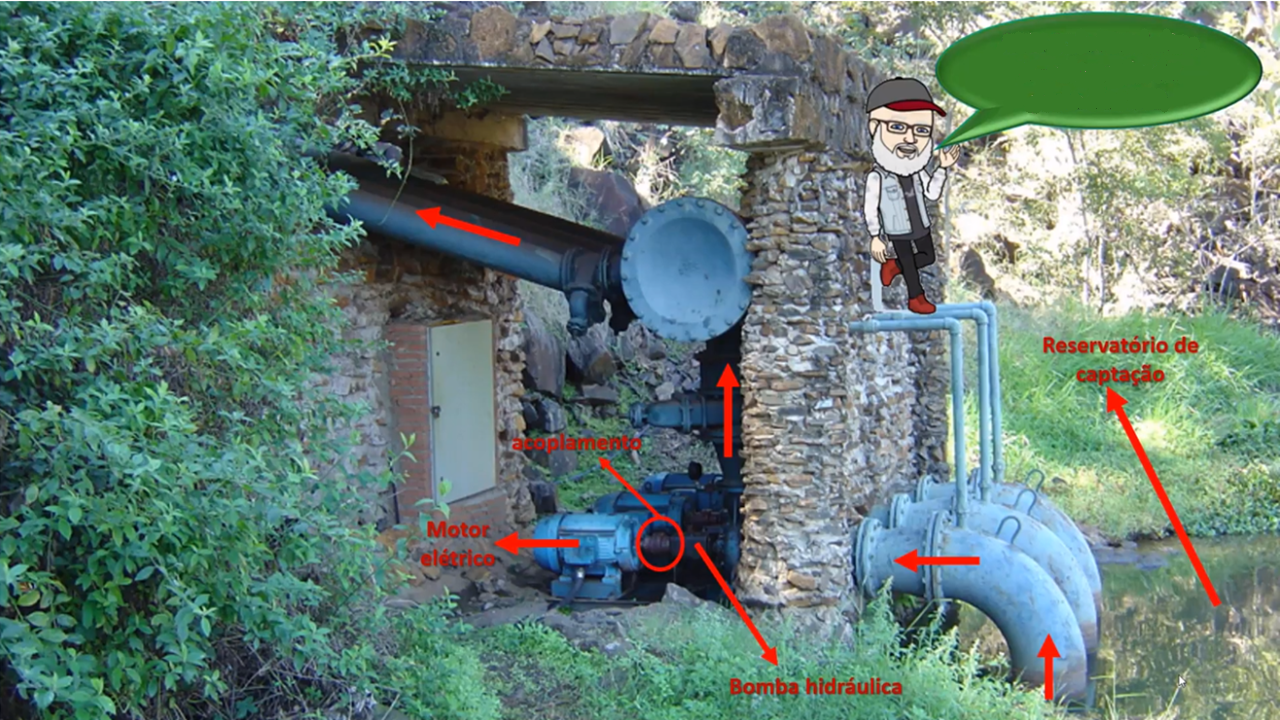 Reservatório de
captação
acoplamento
Motor
elétrico
Bomba hidráulica